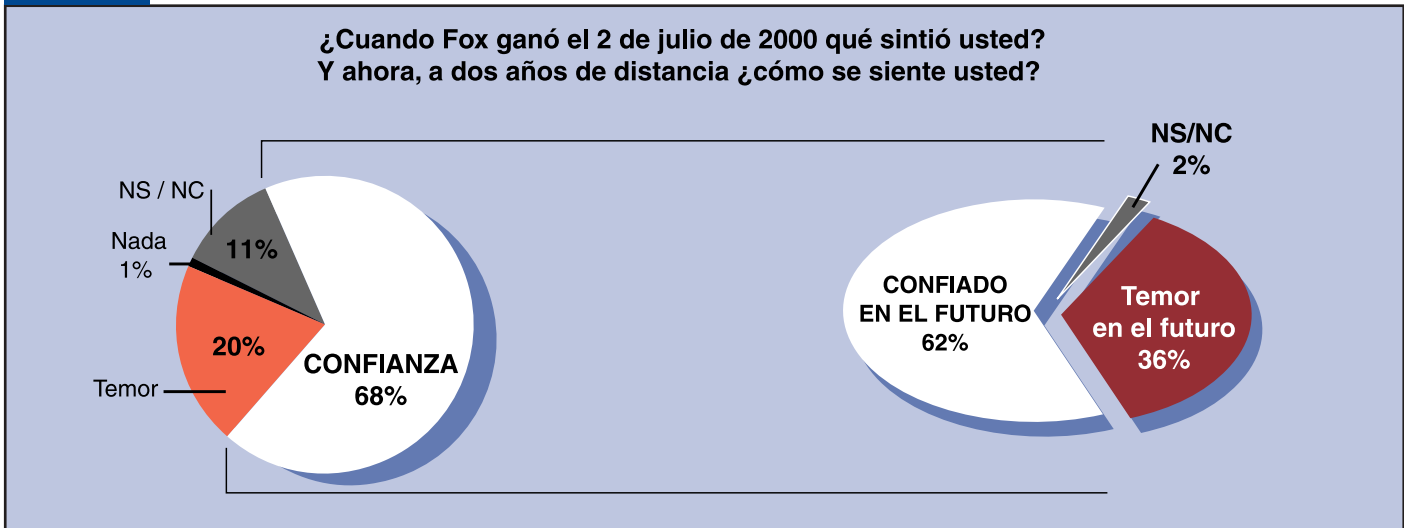 ¿Cuando Fox ganó el 2 de julio de 2000 qué sintió usted?
Y ahora, a dos años de distancia ¿cómo se siente usted?
NS / NC
11%
Nada
1%
20%
Temor
CONFIANZA
68%
NS/NC
2%
CONFIADO
EN EL FUTURO
62%
Temor
en el futuro
36%